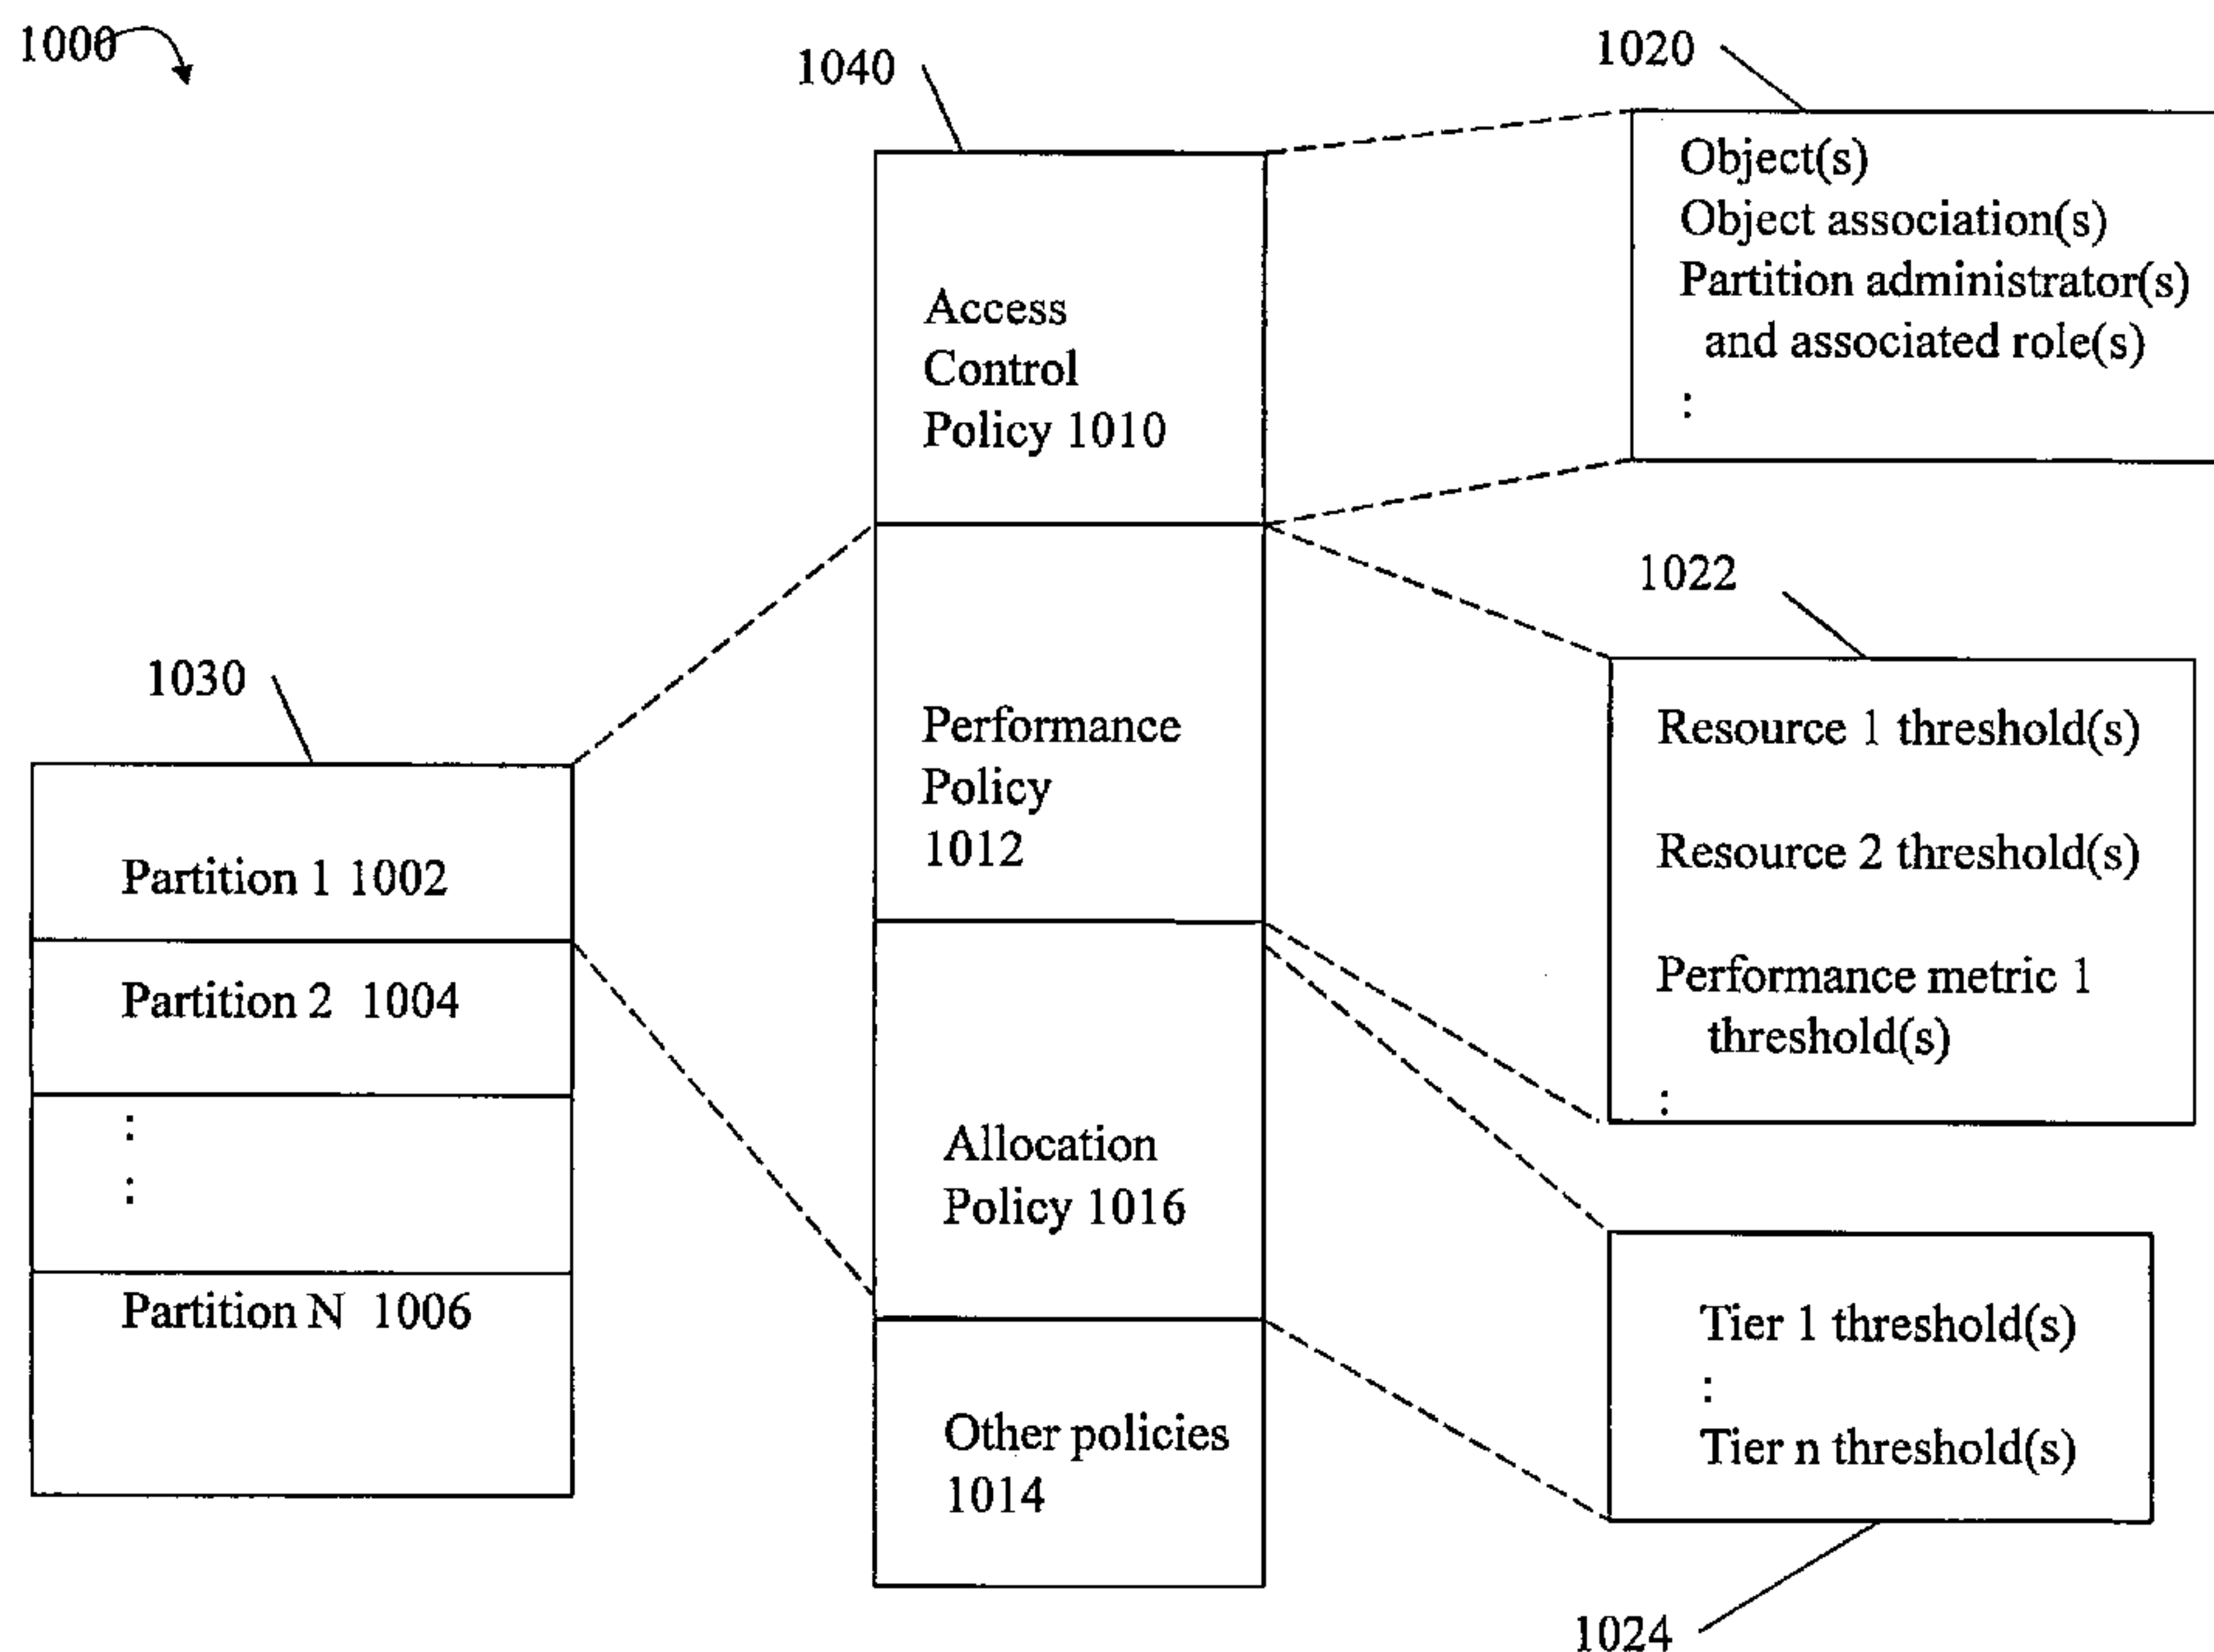 1000
1040
1020
Object(s)
Object association(s)
Partition administrator(s)
and associated role(s)
:
Access
Control
Policy 1010
1022
Performance
Policy
1012
Resource 1 threshold(s)
Resource 2 threshold(s)
Performance metric 1
threshold(s)
:
1030
Partition 1 1002
Partition 2 1004
:
:
Partition N 1006
Allocation
Policy 1016
Other policies
1014
Tier 1 threshold(s)
:
Tier n threshold(s)
1024